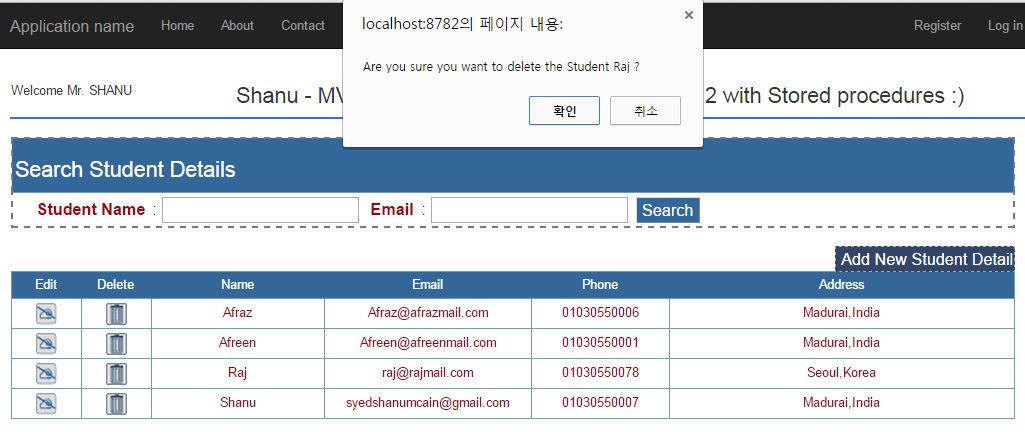 Application name Home About Contact Register Log in
localhost:8782의 페이지 내용:
Are you sure you want to delete the Student Raj ?
확인 취소
Welcome Mr. SHANU
Shanu - MV 2 with Stored procedures :)
Search Student Details
Student Name : Email : Search
Add New Student Detail
Edit Delete Name Email Phone Address
Afraz Afraz@afrazmail.com 01030550006 Madurai,India
Afreen Afreen@afreenmail.com 01030550001 Madurai,India
Raj raj@rajmail.com 01030550078 Seoul,Korea
Shanu syedshanumcain@gmail.com 01030550007 Madurai,India